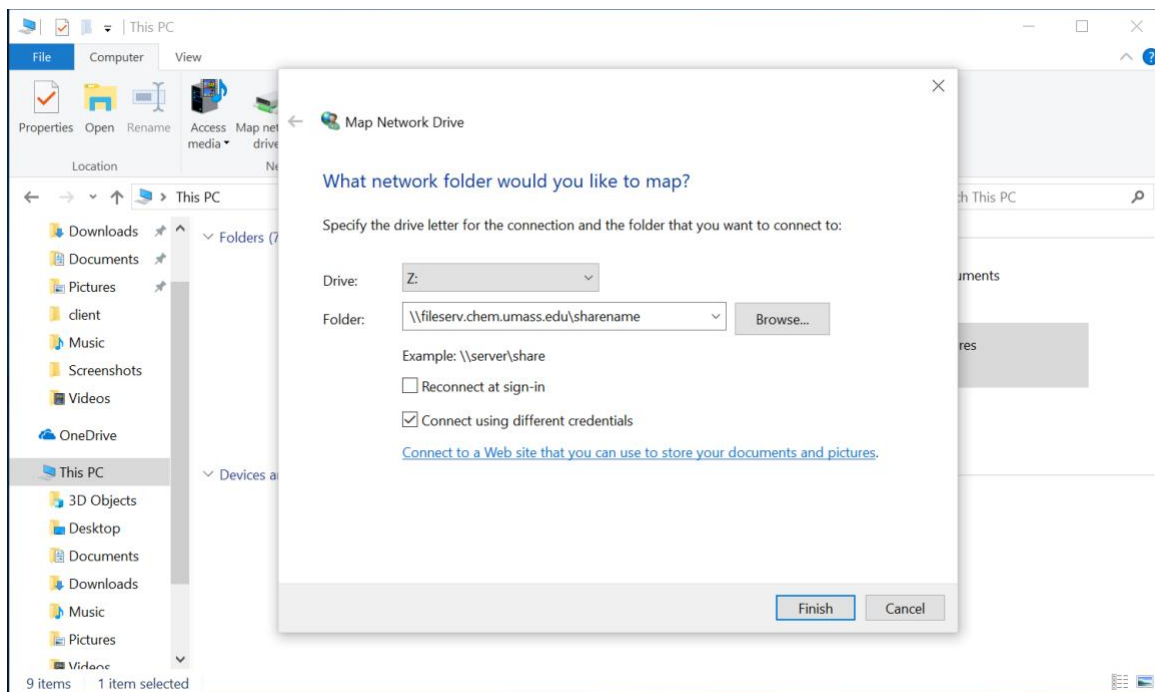 This PC
File Computer View
?
Properties Open Rename Access media Map net drive
Location Ne
This PC
ch This PC
Downloads
Documents
Pictures
client
Music
Screenshots
Videos
OneDrive
This PC
3D Objects
Desktop
Documents
Downloads
Music
Pictures
Videos
Folders (7
Devices a
uments
res
Map Network Drive
What network folder would you like to map?
Specify the drive letter for the connection and the folder that you want to connect to:
Drive: Z:
Folder: \\fileserv.chem.umass.edu\sharename Browse...
Example: \\server\share
Reconnect at sign-in
Connect using different credentials
Connect to a Web site that you can use to store your documents and pictures.
Finish Cancel
9 items 1 item selected